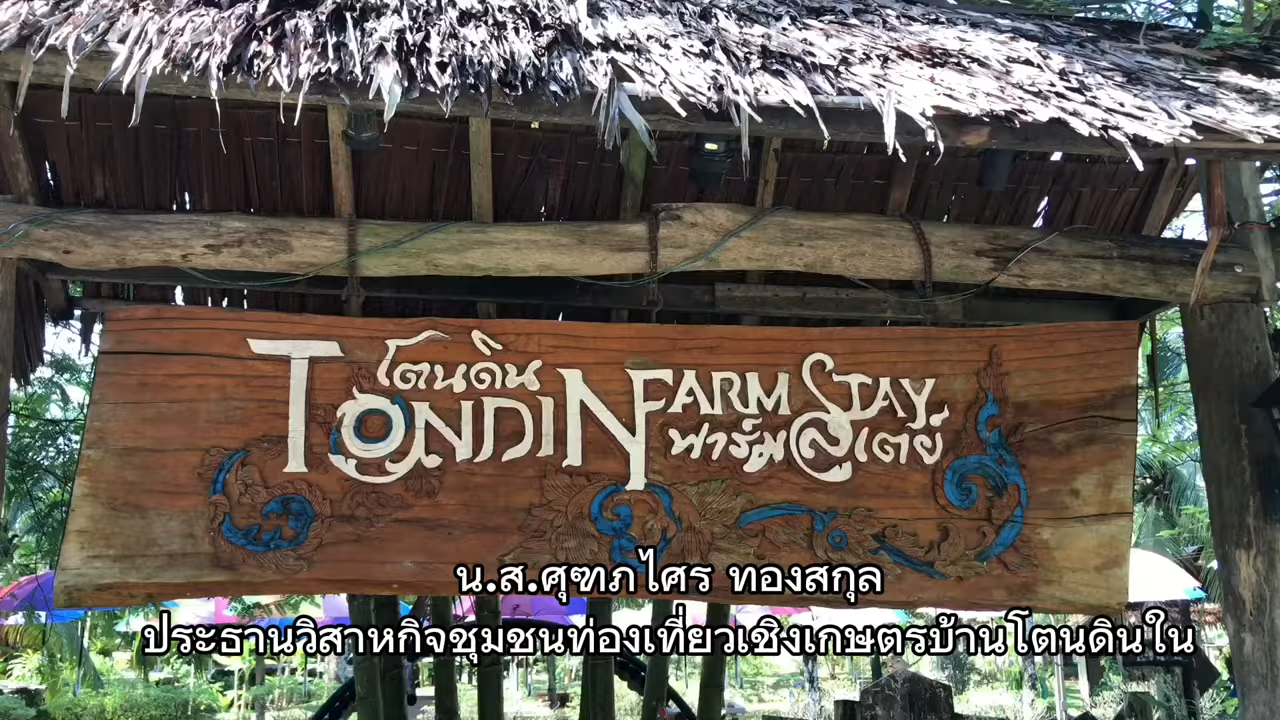 โตนดิน
TONDIN FARM STAY
ฟาร์มสเตย์
น.ส.ศุฑภไศร ทองสกุล
ประธานวิสาหกิจชุมชนท่องเที่ยวเชิงเกษตรบ้านโตนดินใน